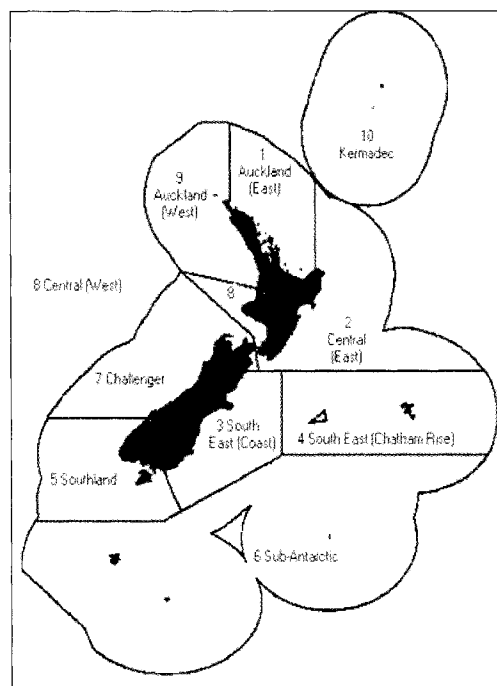 10
Kermadec
1
Auckland
(East)
9
Auckland
(West)
8 Central (West)
8
2
Central
(East)
7 Challenger
3 South
East (Coast)
4 South East (Chatham Rise)
5 Southland
6 Sub-Antarctic